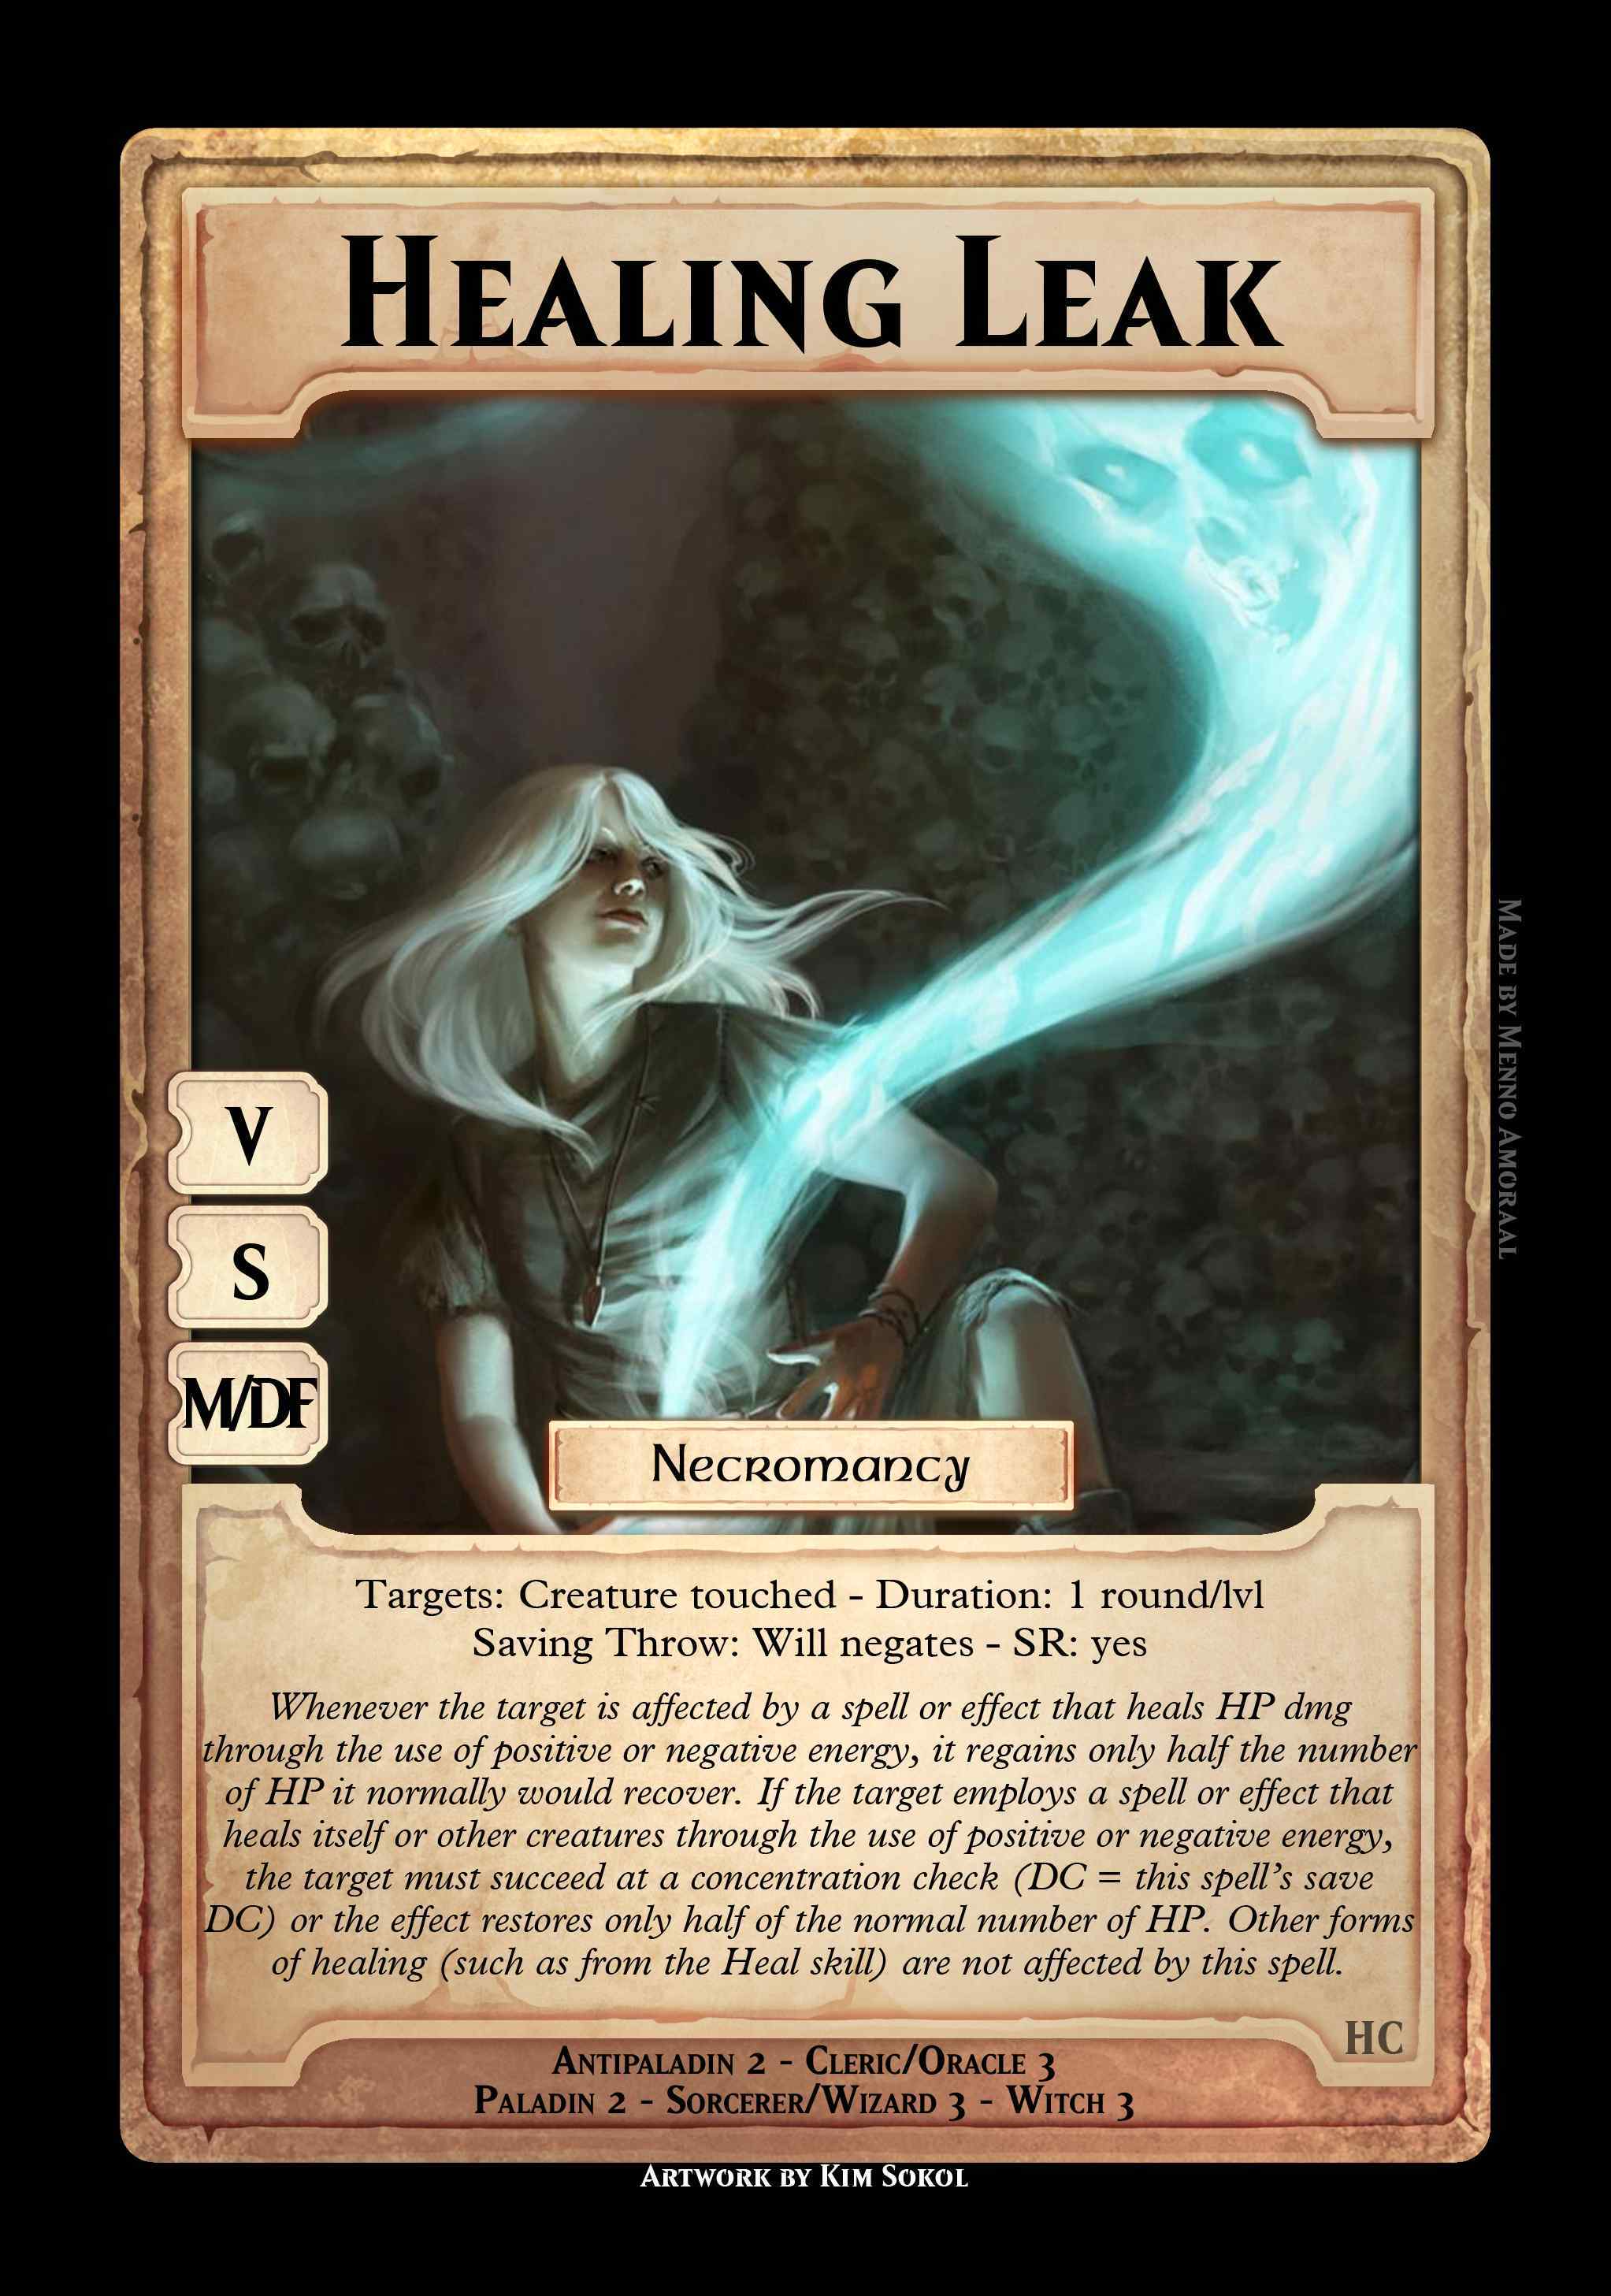 Healing Leak
V
S
M/DF
Necromancy
Targets: Creature touched - Duration: 1 round/lvl
Saving Throw: Will negates - SR: yes
Whenever the target is affected by a spell or effect that heals HP dmg
through the use of positive or negative energy, it regains only half the number
of HP it normally would recover. If the target employs a spell or effect that
heals itself or other creatures through the use of positive or negative energy,
the target must succeed at a concentration check (DC = this spell's save
DC) or the effect restores only half of the normal number of HP. Other forms
of healing (such as from the Heal skill) are not affected by this spell.
HC
Antipaladin 2 - Cleric/Oracle 3
Paladin 2 - Sorcerer/Wizard 3 - Witch 3
Artwork by Kim Sokol
Made by Menno Amoraal